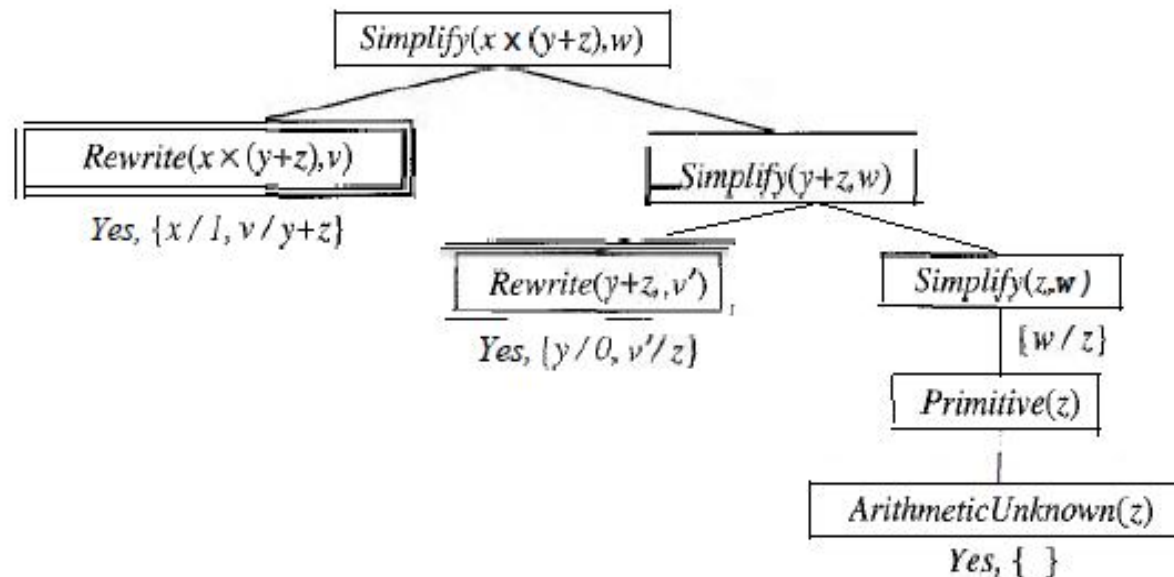 Simplify(x × (y+z),w)
Rewrite(x × (y+z),v)
Yes, {x / 1, v / y+z}
Simplify(y+z,w)
Rewrite(y+z,,v')
Yes, {y / 0, v'/ z}
Simplify(z,w)
{w / z}
Primitive(z)
ArithmeticUnknown(z)
Yes, { }